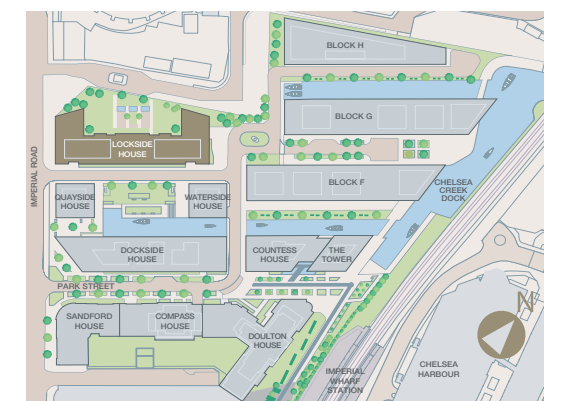 BLOCK H
BLOCK G
LOCKSIDE
HOUSE
IMPERIAL ROAD
BLOCK F
CHELSEA
CREEK
DOCK
QUAYSIDE
HOUSE
WATERSIDE
HOUSE
DOCKSIDE
HOUSE
COUNTESS
HOUSE
THE
TOWER
PARK STREET
SANDFORD
HOUSE
COMPASS
HOUSE
DOULTON
HOUSE
N
IMPERIAL
WHARF
STATION
CHELSEA
HARBOUR